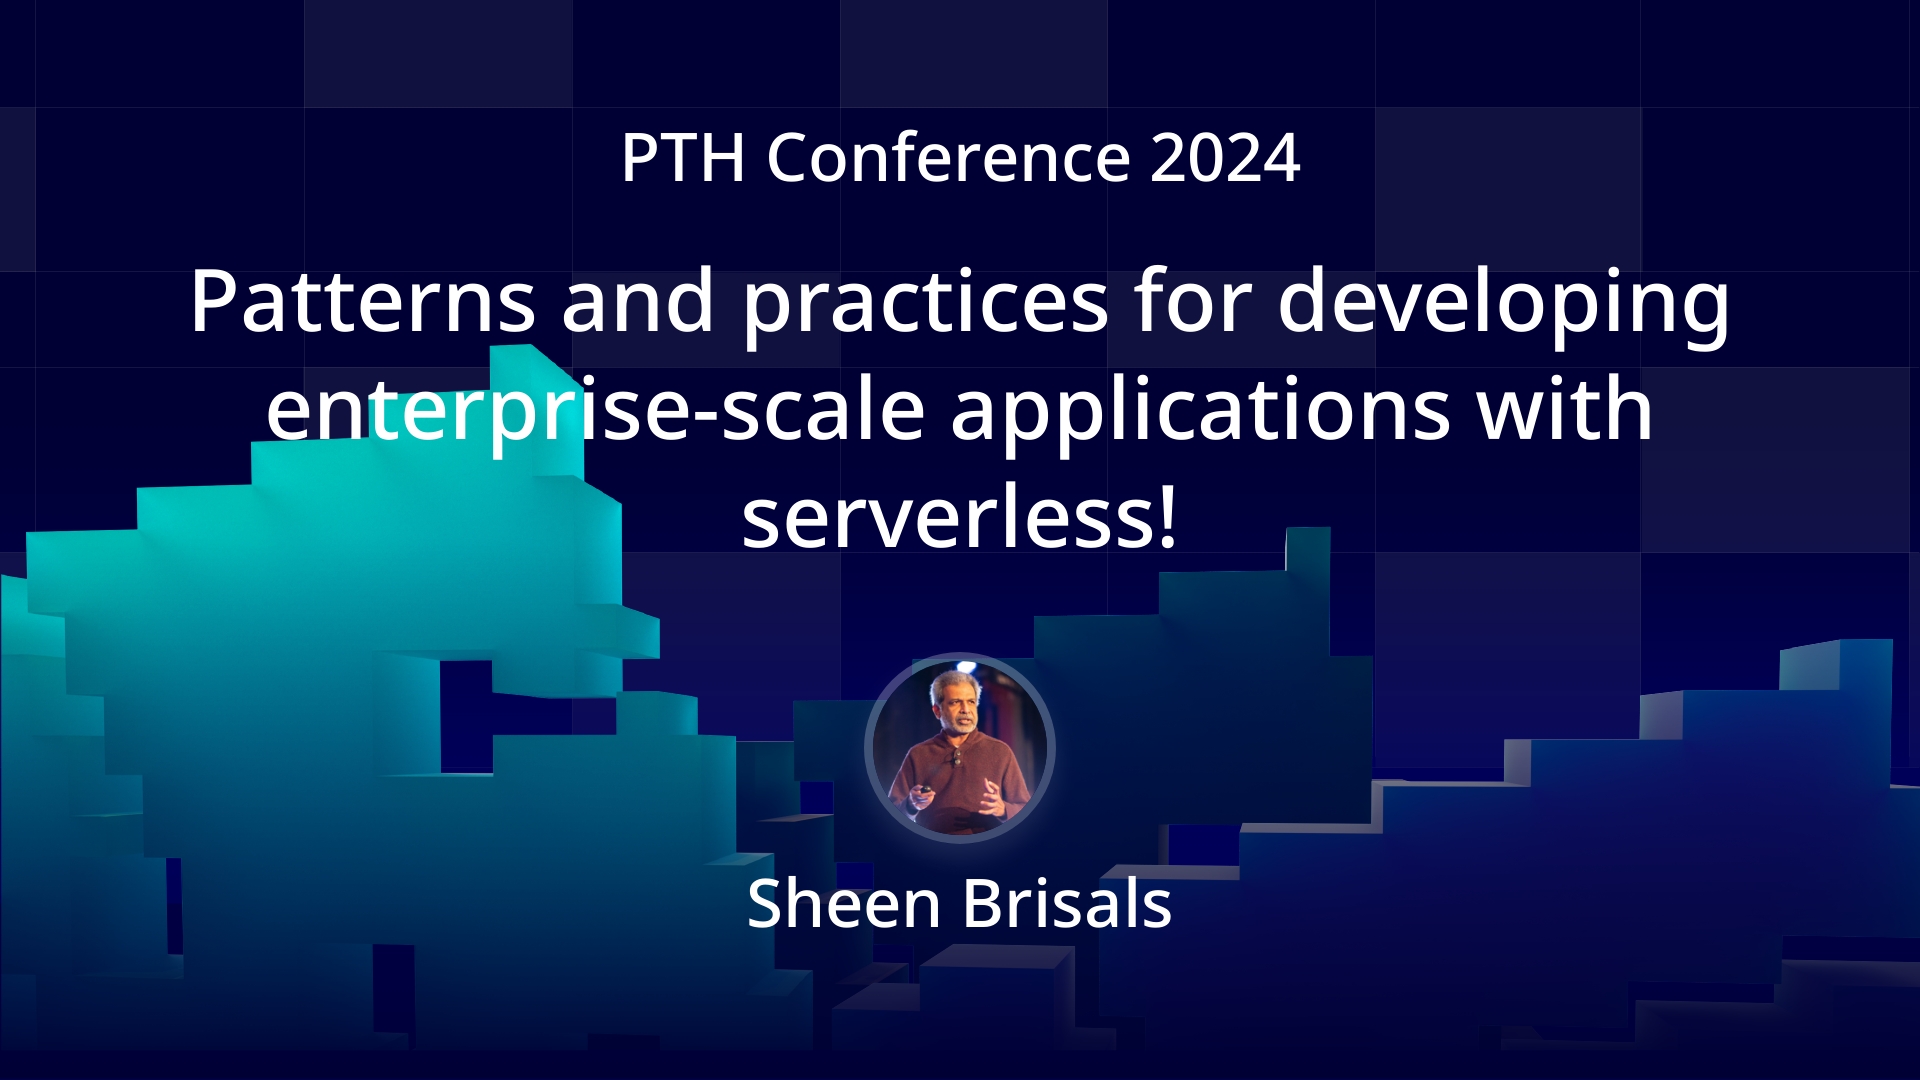 PTH Conference 2024
Patterns and practices for developing
enterprise-scale applications with
serverless!
Sheen Brisals